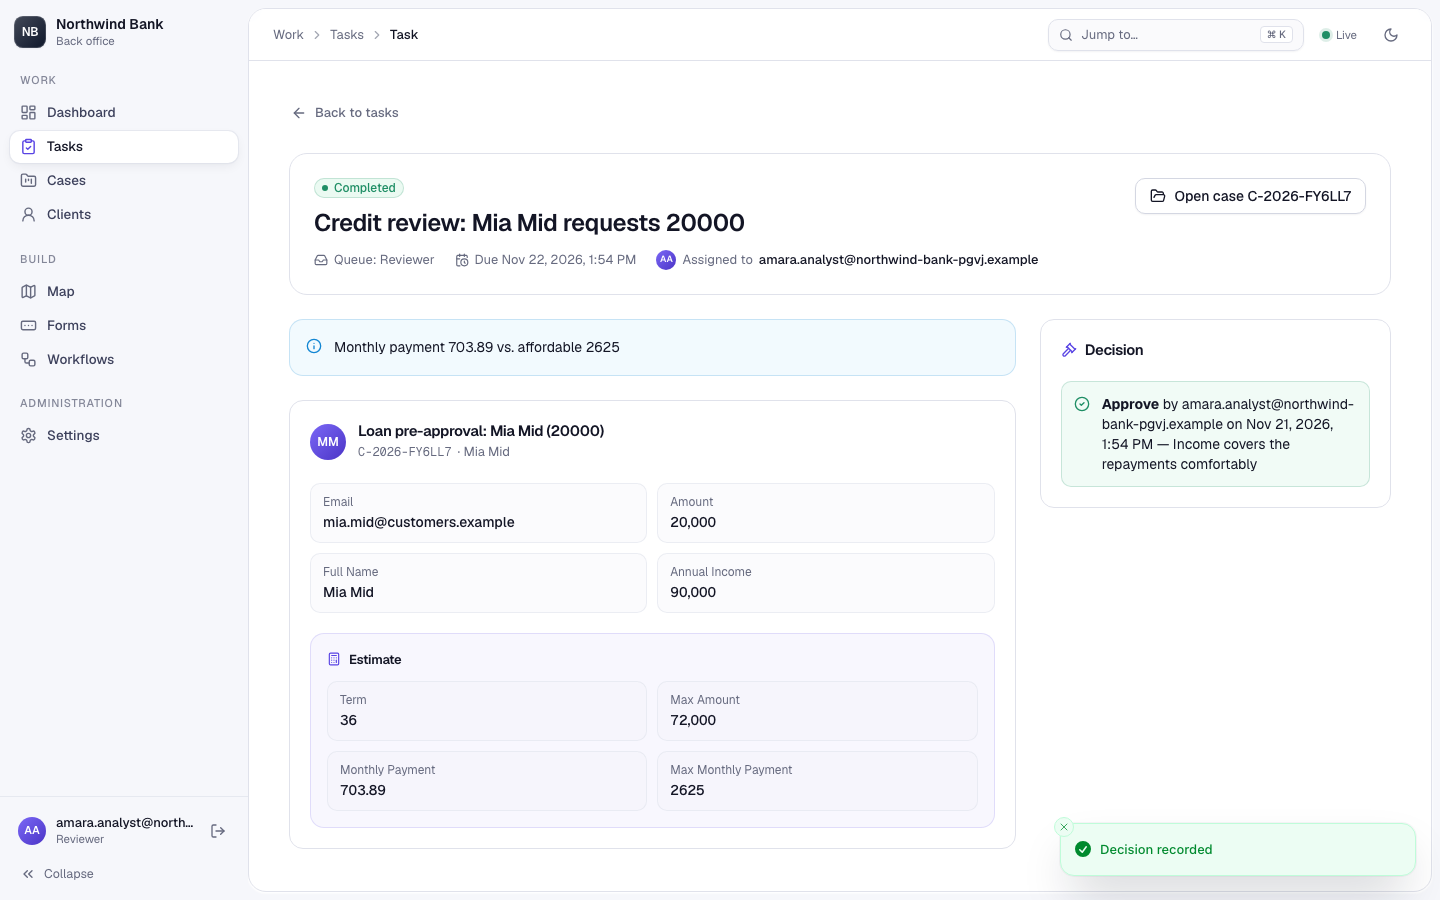 NB
Northwind Bank
Back office
WORK
Dashboard
Tasks
Cases
Clients
BUILD
Map
Forms
Workflows
ADMINISTRATION
Settings
AA
amara.analyst@north...
Reviewer
Collapse
Work
Tasks
Task
Jump to...
⌘ K
Live
Back to tasks
Completed
Credit review: Mia Mid requests 20000
Queue: Reviewer
Due Nov 22, 2026, 1:54 PM
AA
Assigned to amara.analyst@northwind-bank-pgvj.example
Open case C-2026-FY6LL7
Monthly payment 703.89 vs. affordable 2625
MM
Loan pre-approval: Mia Mid (20000)
C-2026-FY6LL7 · Mia Mid
Email
mia.mid@customers.example
Amount
20,000
Full Name
Mia Mid
Annual Income
90,000
Estimate
Term
36
Max Amount
72,000
Monthly Payment
703.89
Max Monthly Payment
2625
Decision
Approve by amara.analyst@northwind-
bank-pgvj.example on Nov 21, 2026,
1:54 PM — Income covers the
repayments comfortably
Decision recorded